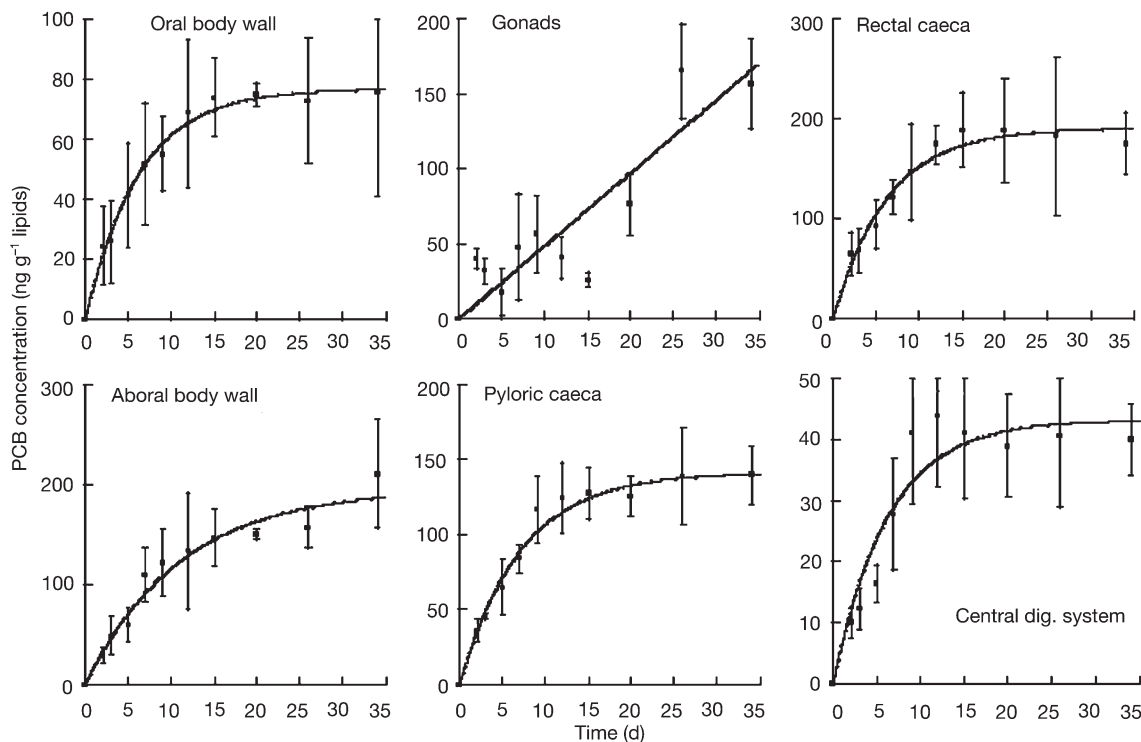 PCB concentration (ng g⁻¹ lipids)
Oral body wall
100
80
60
40
20
0
0 5 10 15 20 25 30 35
Gonads
200
150
100
50
0
0 5 10 15 20 25 30 35
Rectal caeca
300
200
100
0
0 5 10 15 20 25 30 35
Aboral body wall
300
200
100
0
0 5 10 15 20 25 30 35
Pyloric caeca
200
150
100
50
0
0 5 10 15 20 25 30 35
Central dig. system
50
40
30
20
10
0
0 5 10 15 20 25 30 35
Time (d)